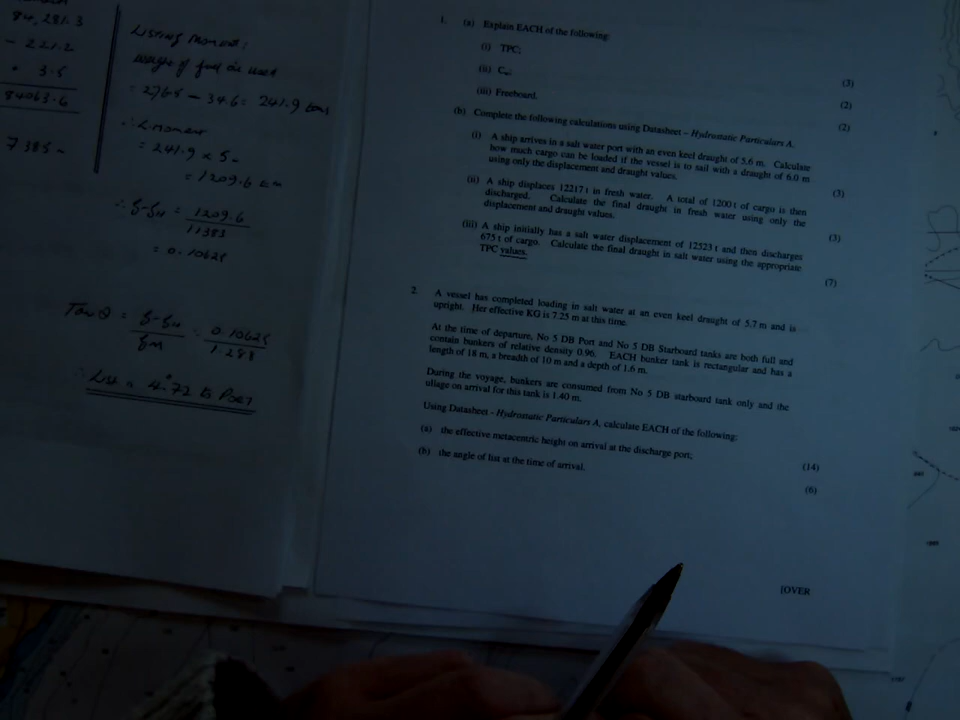 84,281.3
- 221.2
3.5
84063.6
7385
Listing Moment:
weight of fuel oil used
= 276.5 - 34.6 = 241.9 tons
∴ L. moment
= 241.9 x 5
= 1209.6
= 1209.6
11383
= 0.10625
Tan θ = 0.10625
1.288
List = 4.72° to Port
1. (a) Explain EACH of the following:
(i) TPC; (3)
(ii) Cw; (2)
(iii) Freeboard. (2)
(b) Complete the following calculations using Datasheet – Hydrostatic Particulars A.
(i) A ship arrives in a salt water port with an even keel draught of 5.6 m. Calculate
how much cargo can be loaded if the vessel is to sail with a draught of 6.0 m
using only the displacement and draught values. (3)
(ii) A ship displaces 12217 t in fresh water. A total of 1200 t of cargo is then
discharged. Calculate the final draught in fresh water using only the
displacement and draught values. (3)
(iii) A ship initially has a salt water displacement of 12523 t and then discharges
675 t of cargo. Calculate the final draught in salt water using the appropriate
TPC values. (7)
2. A vessel has completed loading in salt water at an even keel draught of 5.7 m and is
upright. Her effective KG is 7.25 m at this time.
At the time of departure, No 5 DB Port and No 5 DB Starboard tanks are both full and
contain bunkers of relative density 0.96. EACH bunker tank is rectangular and has a
length of 18 m, a breadth of 10 m and a depth of 1.6 m.
During the voyage, bunkers are consumed from No 5 DB starboard tank only and the
ullage on arrival for this tank is 1.40 m.
Using Datasheet - Hydrostatic Particulars A, calculate EACH of the following:
(a) the effective metacentric height on arrival at the discharge port; (14)
(b) the angle of list at the time of arrival. (6)
[OVER